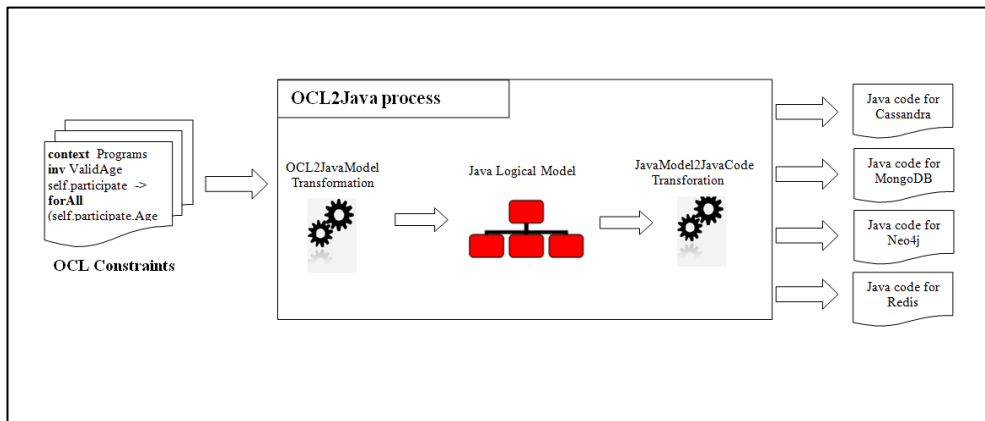 OCL2Java process
context Programs
inv ValidAge
self.participate ->
forAll
(self.participate.Age
OCL Constraints
OCL2JavaModel
Transformation
Java Logical Model
JavaModel2JavaCode
Transforation
Java code for
Cassandra
Java code for
MongoDB
Java code for
Neo4j
Java code for
Redis